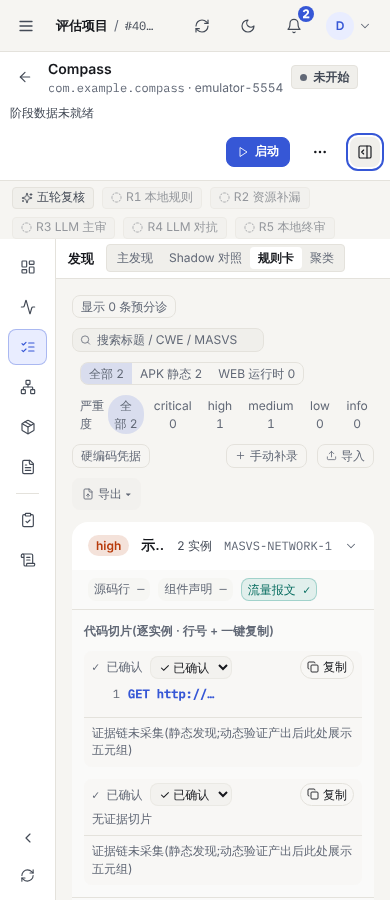 评估项目 / #40…
2
D
Compass
com.example.compass · emulator-5554
未开始
阶段数据未就绪
启动
五轮复核 R1 本地规则 R2 资源补漏
R3 LLM 主审 R4 LLM 对抗 R5 本地终审
发现 主发现 Shadow 对照 规则卡 聚类
显示 0 条预分诊
搜索标题 / CWE / MASVS
全部 2 APK 静态 2 WEB 运行时 0
严重度 全部 2 critical 0 high 1 medium 1 low 0 info 0
硬编码凭据 + 手动补录 导入
导出
high 示… 2 实例 MASVS-NETWORK-1
源码行 — 组件声明 — 流量报文 ✓
代码切片(逐实例 · 行号 + 一键复制)
✓ 已确认 ✓ 已确认 复制
1 GET http://…
证据链未采集(静态发现;动态验证产出后此处展示
五元组)
✓ 已确认 ✓ 已确认 复制
无证据切片
证据链未采集(静态发现;动态验证产出后此处展示
五元组)